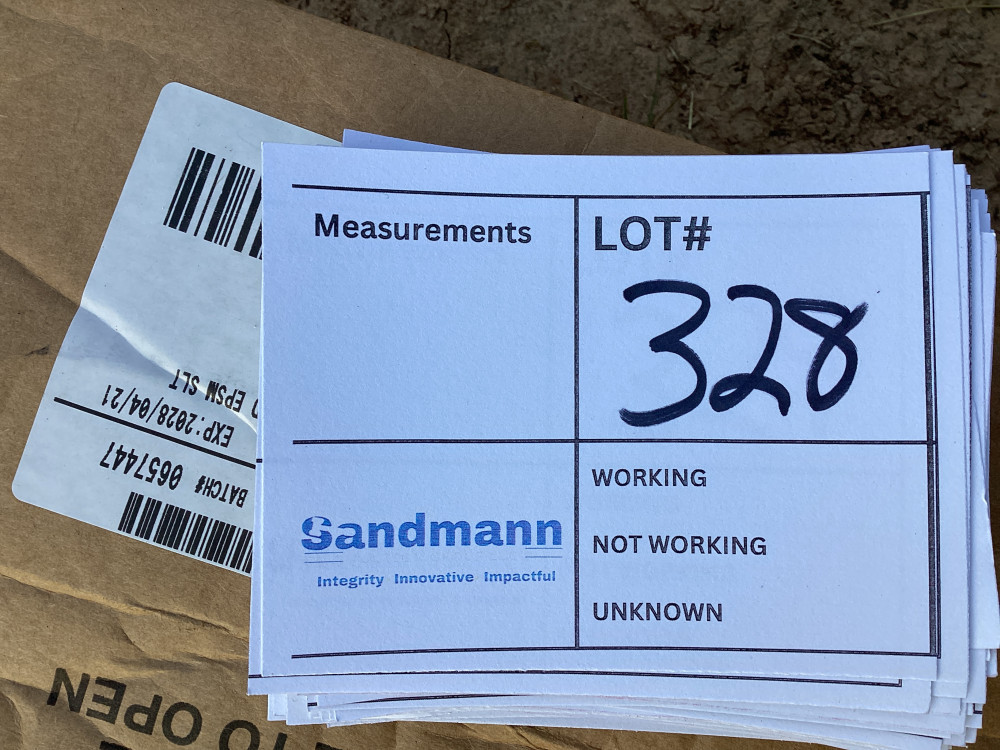 Measurements
LOT#
328
Sandmann
Integrity Innovative Impactful
WORKING
NOT WORKING
UNKNOWN
EPSM SLT
EXP:2028/04/21
BATCH# 0657447
TO OPEN